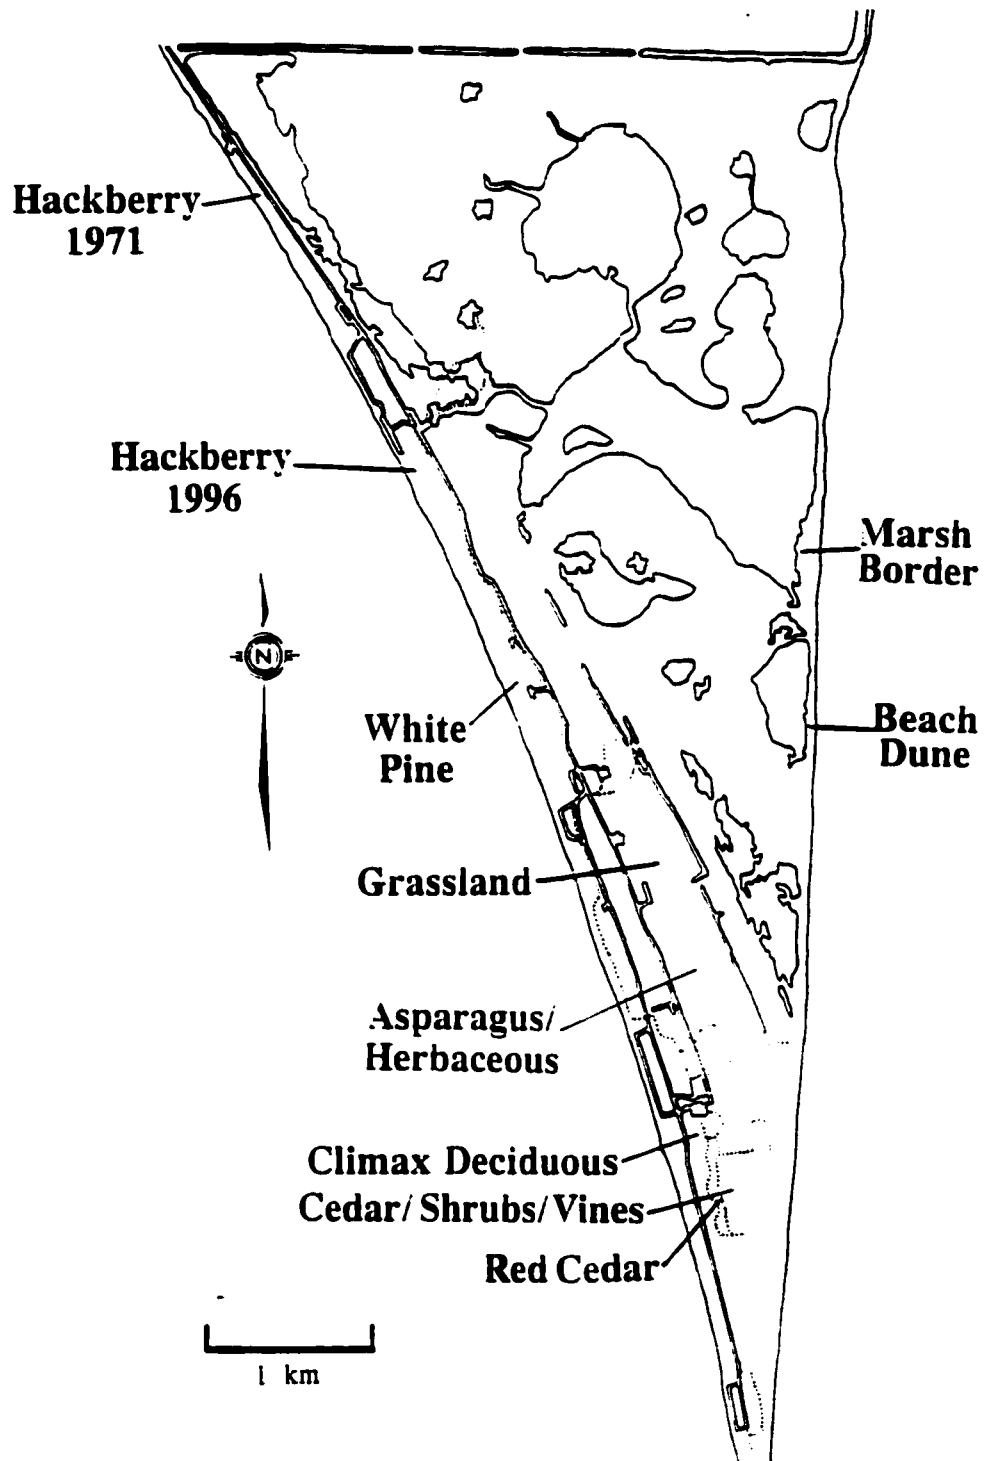 Hackberry
1971
Hackberry
1996
Marsh
Border
N
White
Pine
Beach
Dune
Grassland
Asparagus/
Herbaceous
Climax Deciduous
Cedar/Shrubs/Vines
Red Cedar
1 km